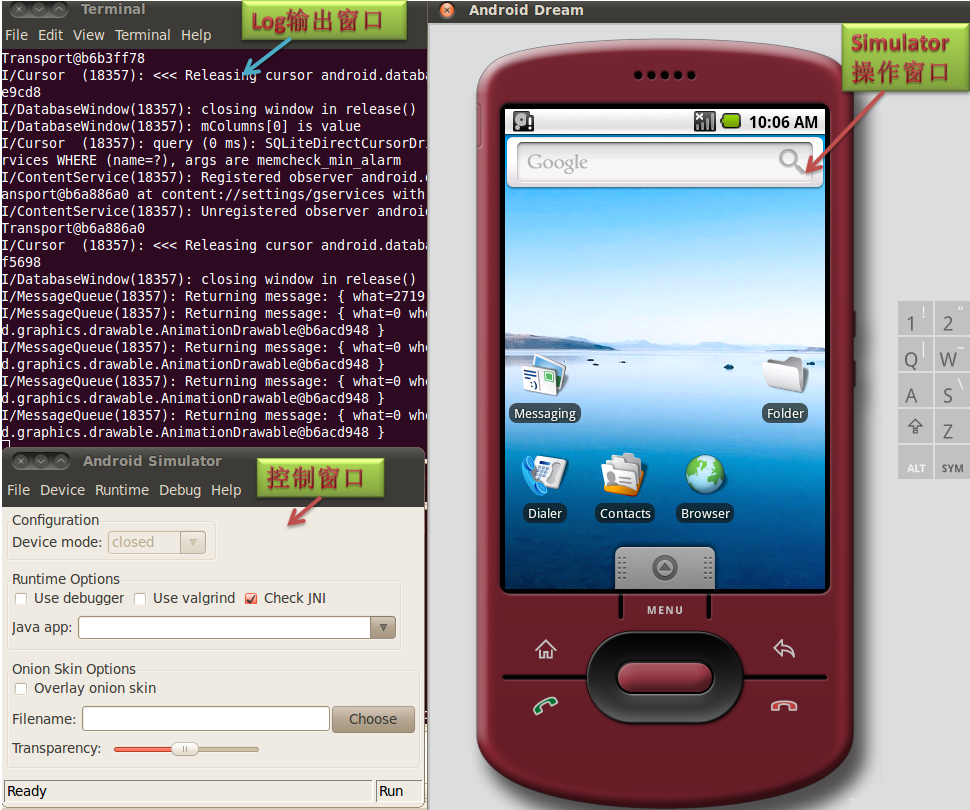 Terminal
Log输出窗口
File Edit View Terminal Help
Transport@b6b3ff78
I/Cursor (18357): <<< Releasing cursor android.databa
e9cd8
I/DatabaseWindow(18357): closing window in release()
I/DatabaseWindow(18357): mColumns[0] is value
I/Cursor (18357): query (0 ms): SQLiteDirectCursorDri
rvices WHERE (name=?), args are memcheck_min_alarm
I/ContentService(18357): Registered observer android.c
ansport@b6a886a0 at content://settings/gservices with
I/ContentService(18357): Unregistered observer androi
Transport@b6a886a0
I/Cursor (18357): <<< Releasing cursor android.databa
f5698
I/DatabaseWindow(18357): closing window in release()
I/MessageQueue(18357): Returning message: { what=2719
I/MessageQueue(18357): Returning message: { what=0 whe
d.graphics.drawable.AnimationDrawable@b6acd948 }
I/MessageQueue(18357): Returning message: { what=0 whe
d.graphics.drawable.AnimationDrawable@b6acd948 }
I/MessageQueue(18357): Returning message: { what=0 whe
d.graphics.drawable.AnimationDrawable@b6acd948 }
I/MessageQueue(18357): Returning message: { what=0 whe
d.graphics.drawable.AnimationDrawable@b6acd948 }
Android Simulator
控制窗口
File Device Runtime Debug Help
Configuration
Device mode: closed
Runtime Options
Use debugger Use valgrind Check JNI
Java app:
Onion Skin Options
Overlay onion skin
Filename: Choose
Transparency:
Ready Run
Android Dream
Simulator
操作窗口
10:06 AM
Google
Messaging Folder
Dialer Contacts Browser
MENU
1 ! 2 "
Q | W ~
A S \
Z
ALT SYM